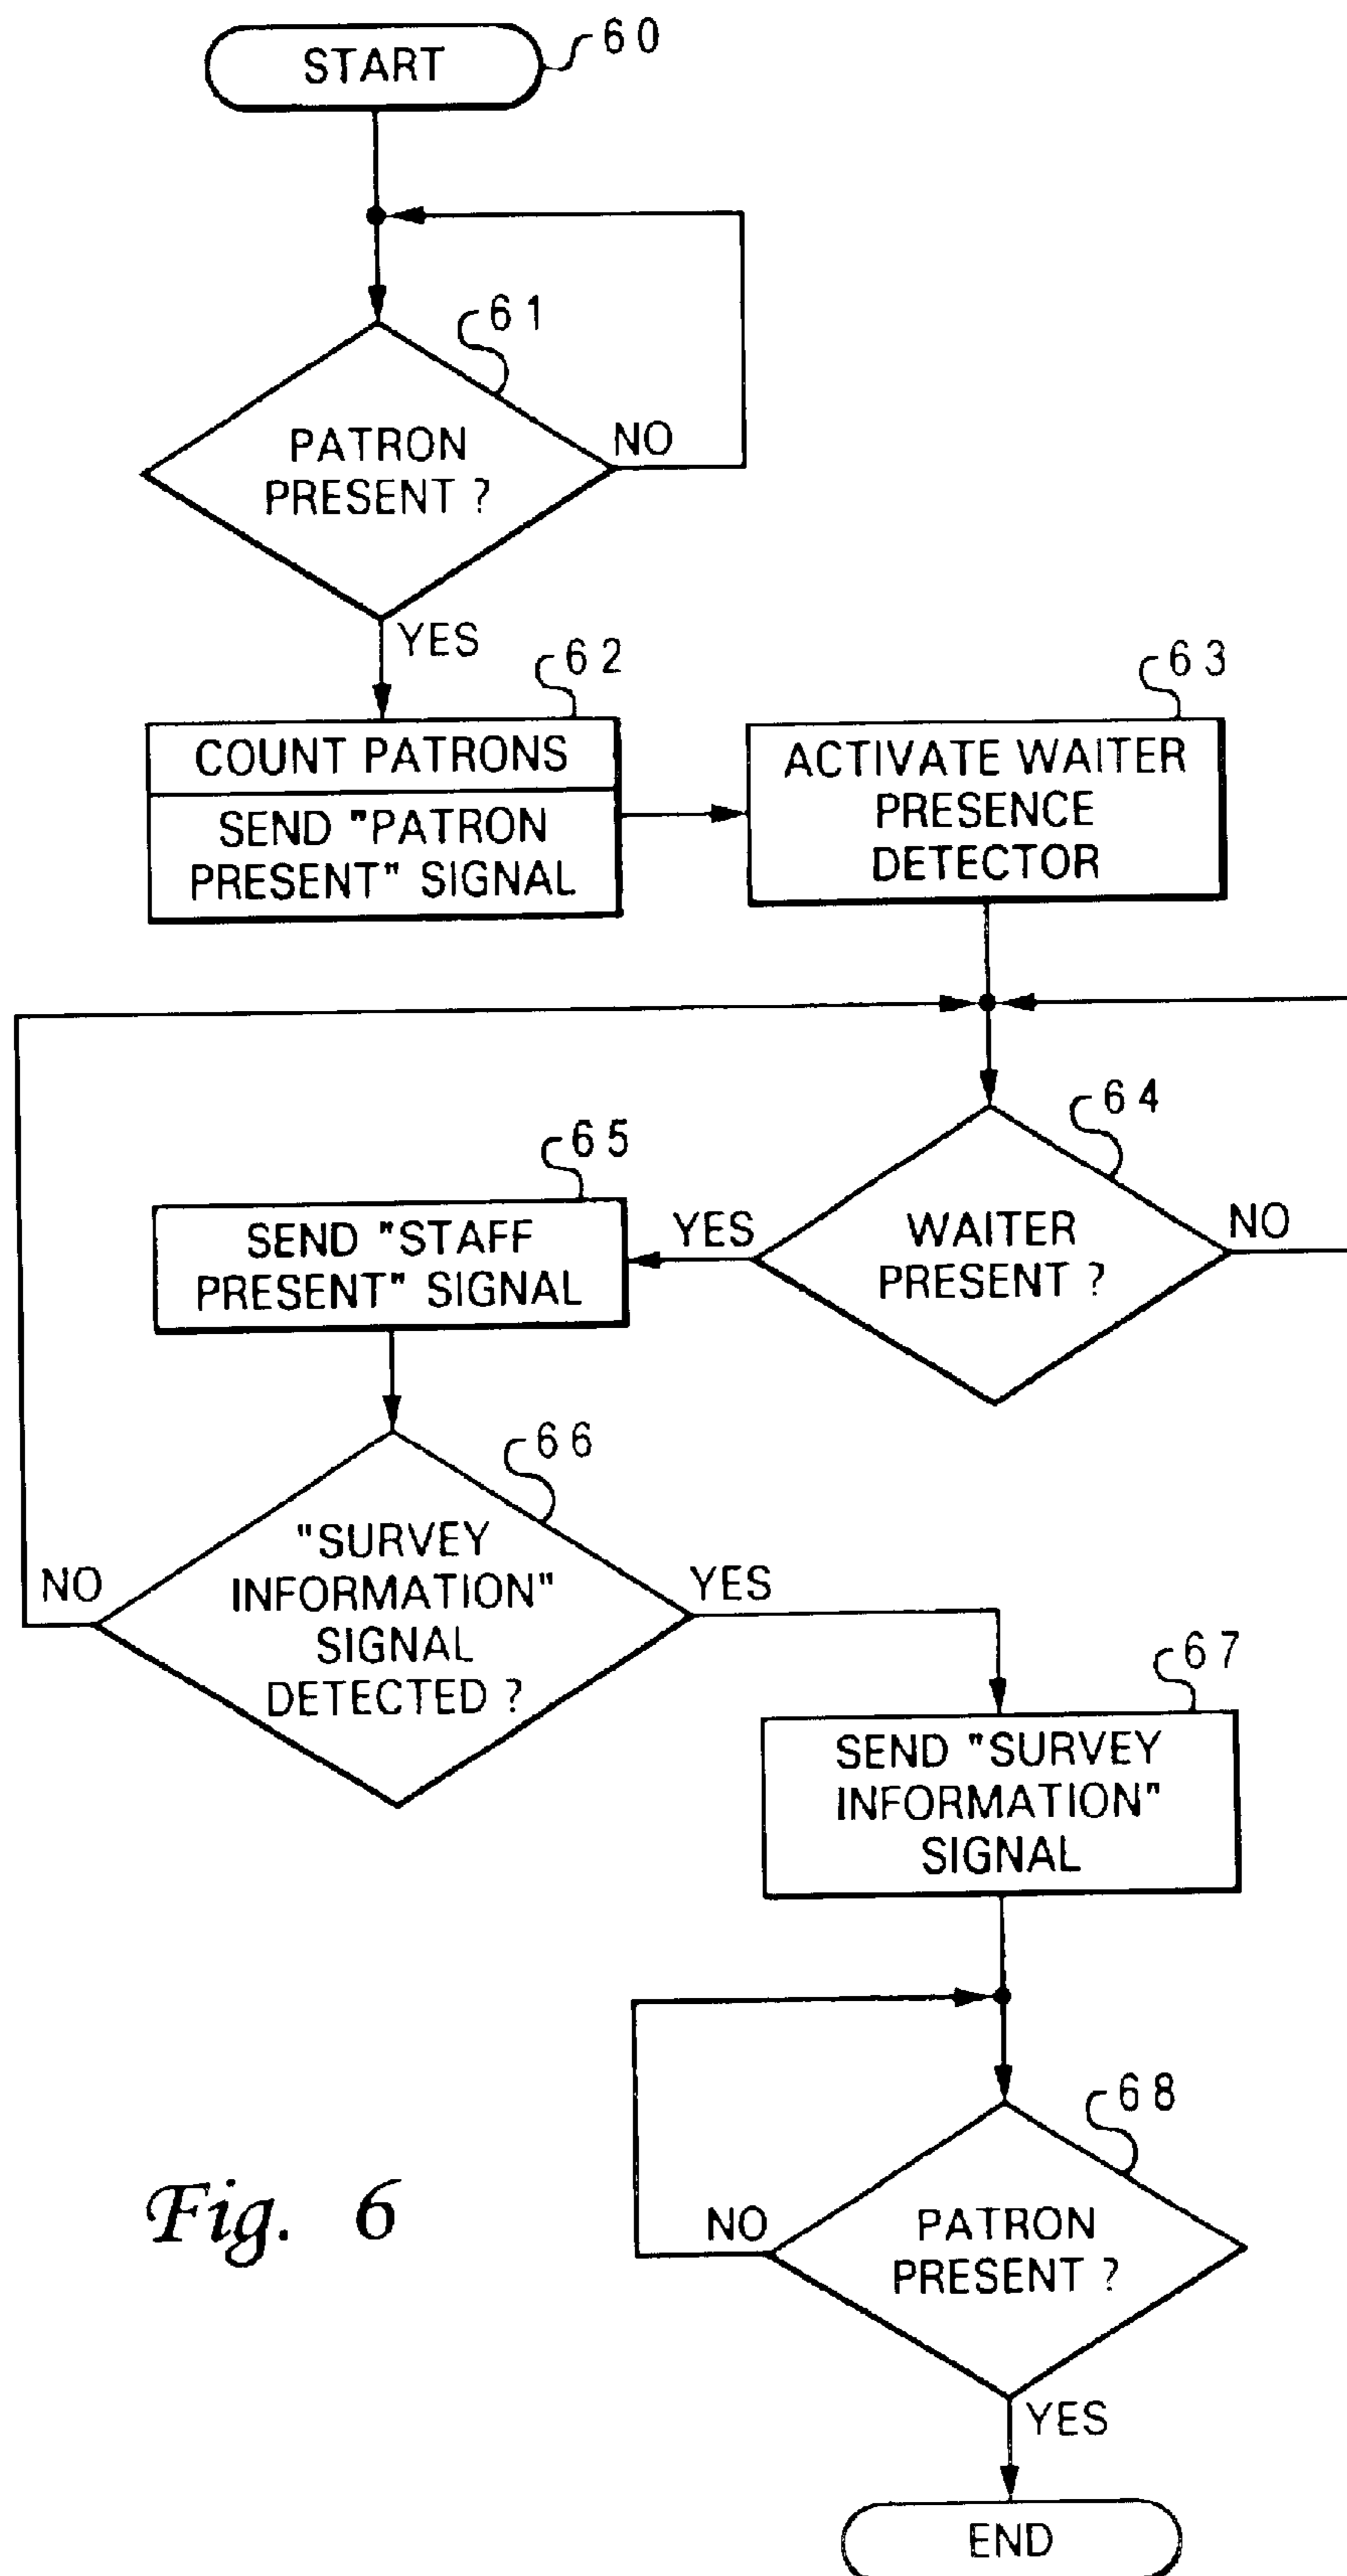 START
60
61
PATRON
PRESENT ?
NO
YES
62
COUNT PATRONS
SEND "PATRON
PRESENT" SIGNAL
63
ACTIVATE WAITER
PRESENCE
DETECTOR
64
WAITER
PRESENT ?
NO
YES
65
SEND "STAFF
PRESENT" SIGNAL
66
"SURVEY
INFORMATION"
SIGNAL
DETECTED ?
NO
YES
67
SEND "SURVEY
INFORMATION"
SIGNAL
68
PATRON
PRESENT ?
NO
YES
END
Fig. 6